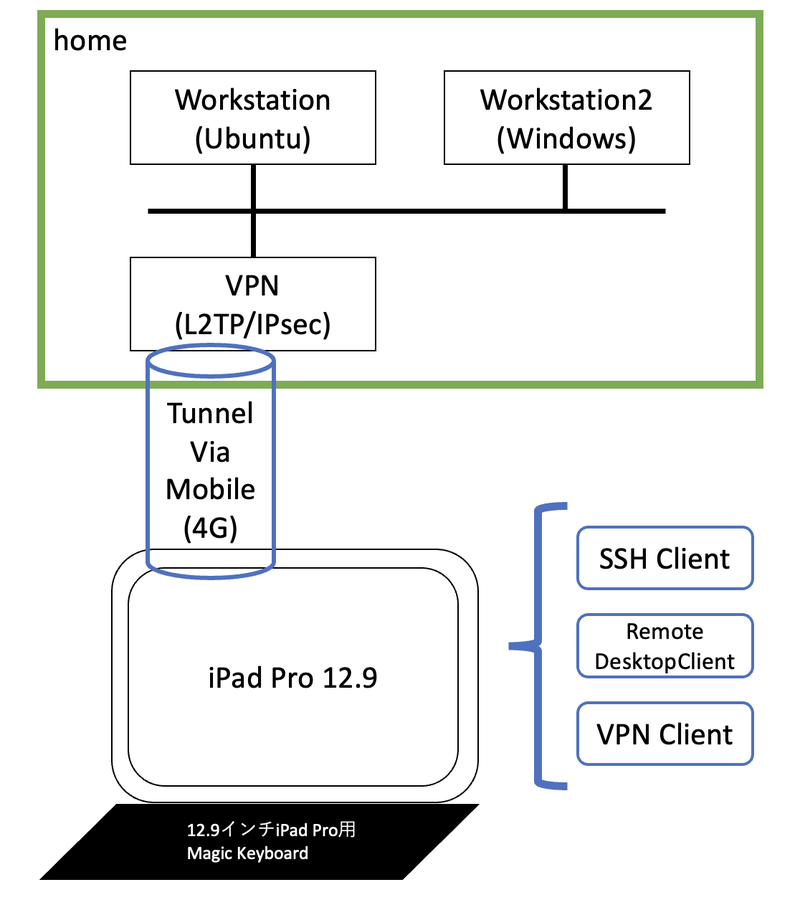 home
Workstation
(Ubuntu)
Workstation2
(Windows)
VPN
(L2TP/IPsec)
Tunnel
Via
Mobile
(4G)
SSH Client
Remote
DesktopClient
VPN Client
iPad Pro 12.9
12.9インチiPad Pro用
Magic Keyboard